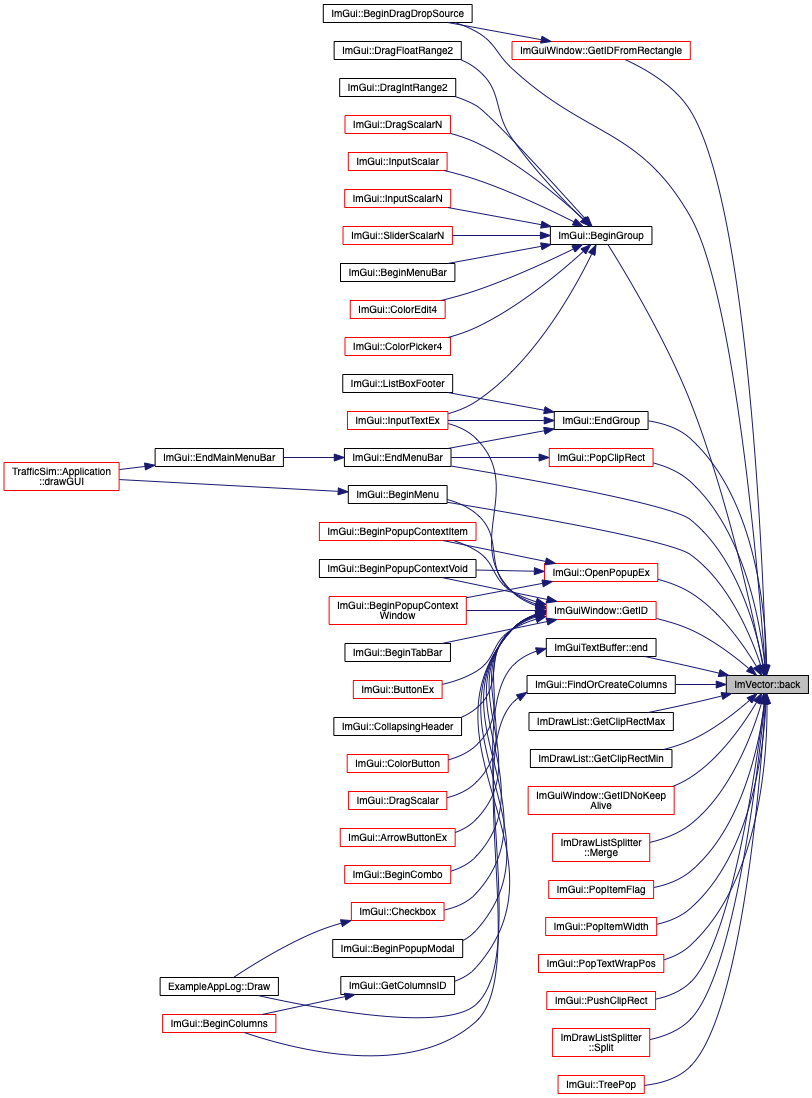 ImGui::BeginDragDropSource
ImGuiWindow::GetIDFromRectangle
ImGui::DragFloatRange2
ImGui::DragIntRange2
ImGui::DragScalarN
ImGui::InputScalar
ImGui::InputScalarN
ImGui::SliderScalarN
ImGui::BeginGroup
ImGui::BeginMenuBar
ImGui::ColorEdit4
ImGui::ColorPicker4
ImGui::ListBoxFooter
ImGui::InputTextEx
ImGui::EndGroup
ImGui::EndMainMenuBar
ImGui::EndMenuBar
ImGui::PopClipRect
TrafficSim::Application
::drawGUI
ImGui::BeginMenu
ImGui::BeginPopupContextItem
ImGui::BeginPopupContextVoid
ImGui::OpenPopupEx
ImGui::BeginPopupContext
Window
ImGuiWindow::GetID
ImGui::BeginTabBar
ImGuiTextBuffer::end
ImGui::ButtonEx
ImGui::FindOrCreateColumns
ImVector::back
ImGui::CollapsingHeader
ImDrawList::GetClipRectMax
ImGui::ColorButton
ImDrawList::GetClipRectMin
ImGui::DragScalar
ImGuiWindow::GetIDNoKeep
Alive
ImGui::ArrowButtonEx
ImDrawListSplitter
::Merge
ImGui::BeginCombo
ImGui::PopItemFlag
ImGui::Checkbox
ImGui::PopItemWidth
ImGui::BeginPopupModal
ImGui::PopTextWrapPos
ExampleAppLog::Draw
ImGui::GetColumnsID
ImGui::PushClipRect
ImGui::BeginColumns
ImDrawListSplitter
::Split
ImGui::TreePop